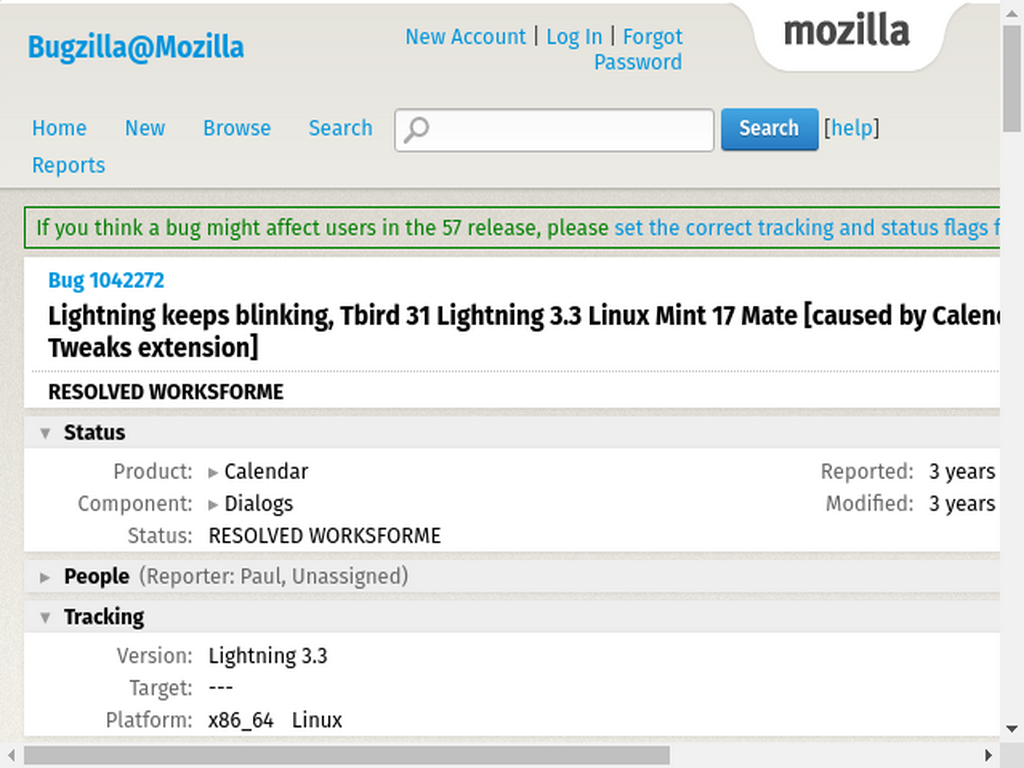 Bugzilla@Mozilla
New Account | Log In | Forgot
Password
mozilla
Home New Browse Search Search [help]
Reports
If you think a bug might affect users in the 57 release, please set the correct tracking and status flags
Bug 1042272
Lightning keeps blinking, Tbird 31 Lightning 3.3 Linux Mint 17 Mate [caused by
Tweaks extension]
RESOLVED WORKSFORME
Status
Product: Calendar
Reported: 3 years
Component: Dialogs
Modified: 3 years
Status: RESOLVED WORKSFORME
People (Reporter: Paul, Unassigned)
Tracking
Version: Lightning 3.3
Target: ---
Platform: x86_64 Linux